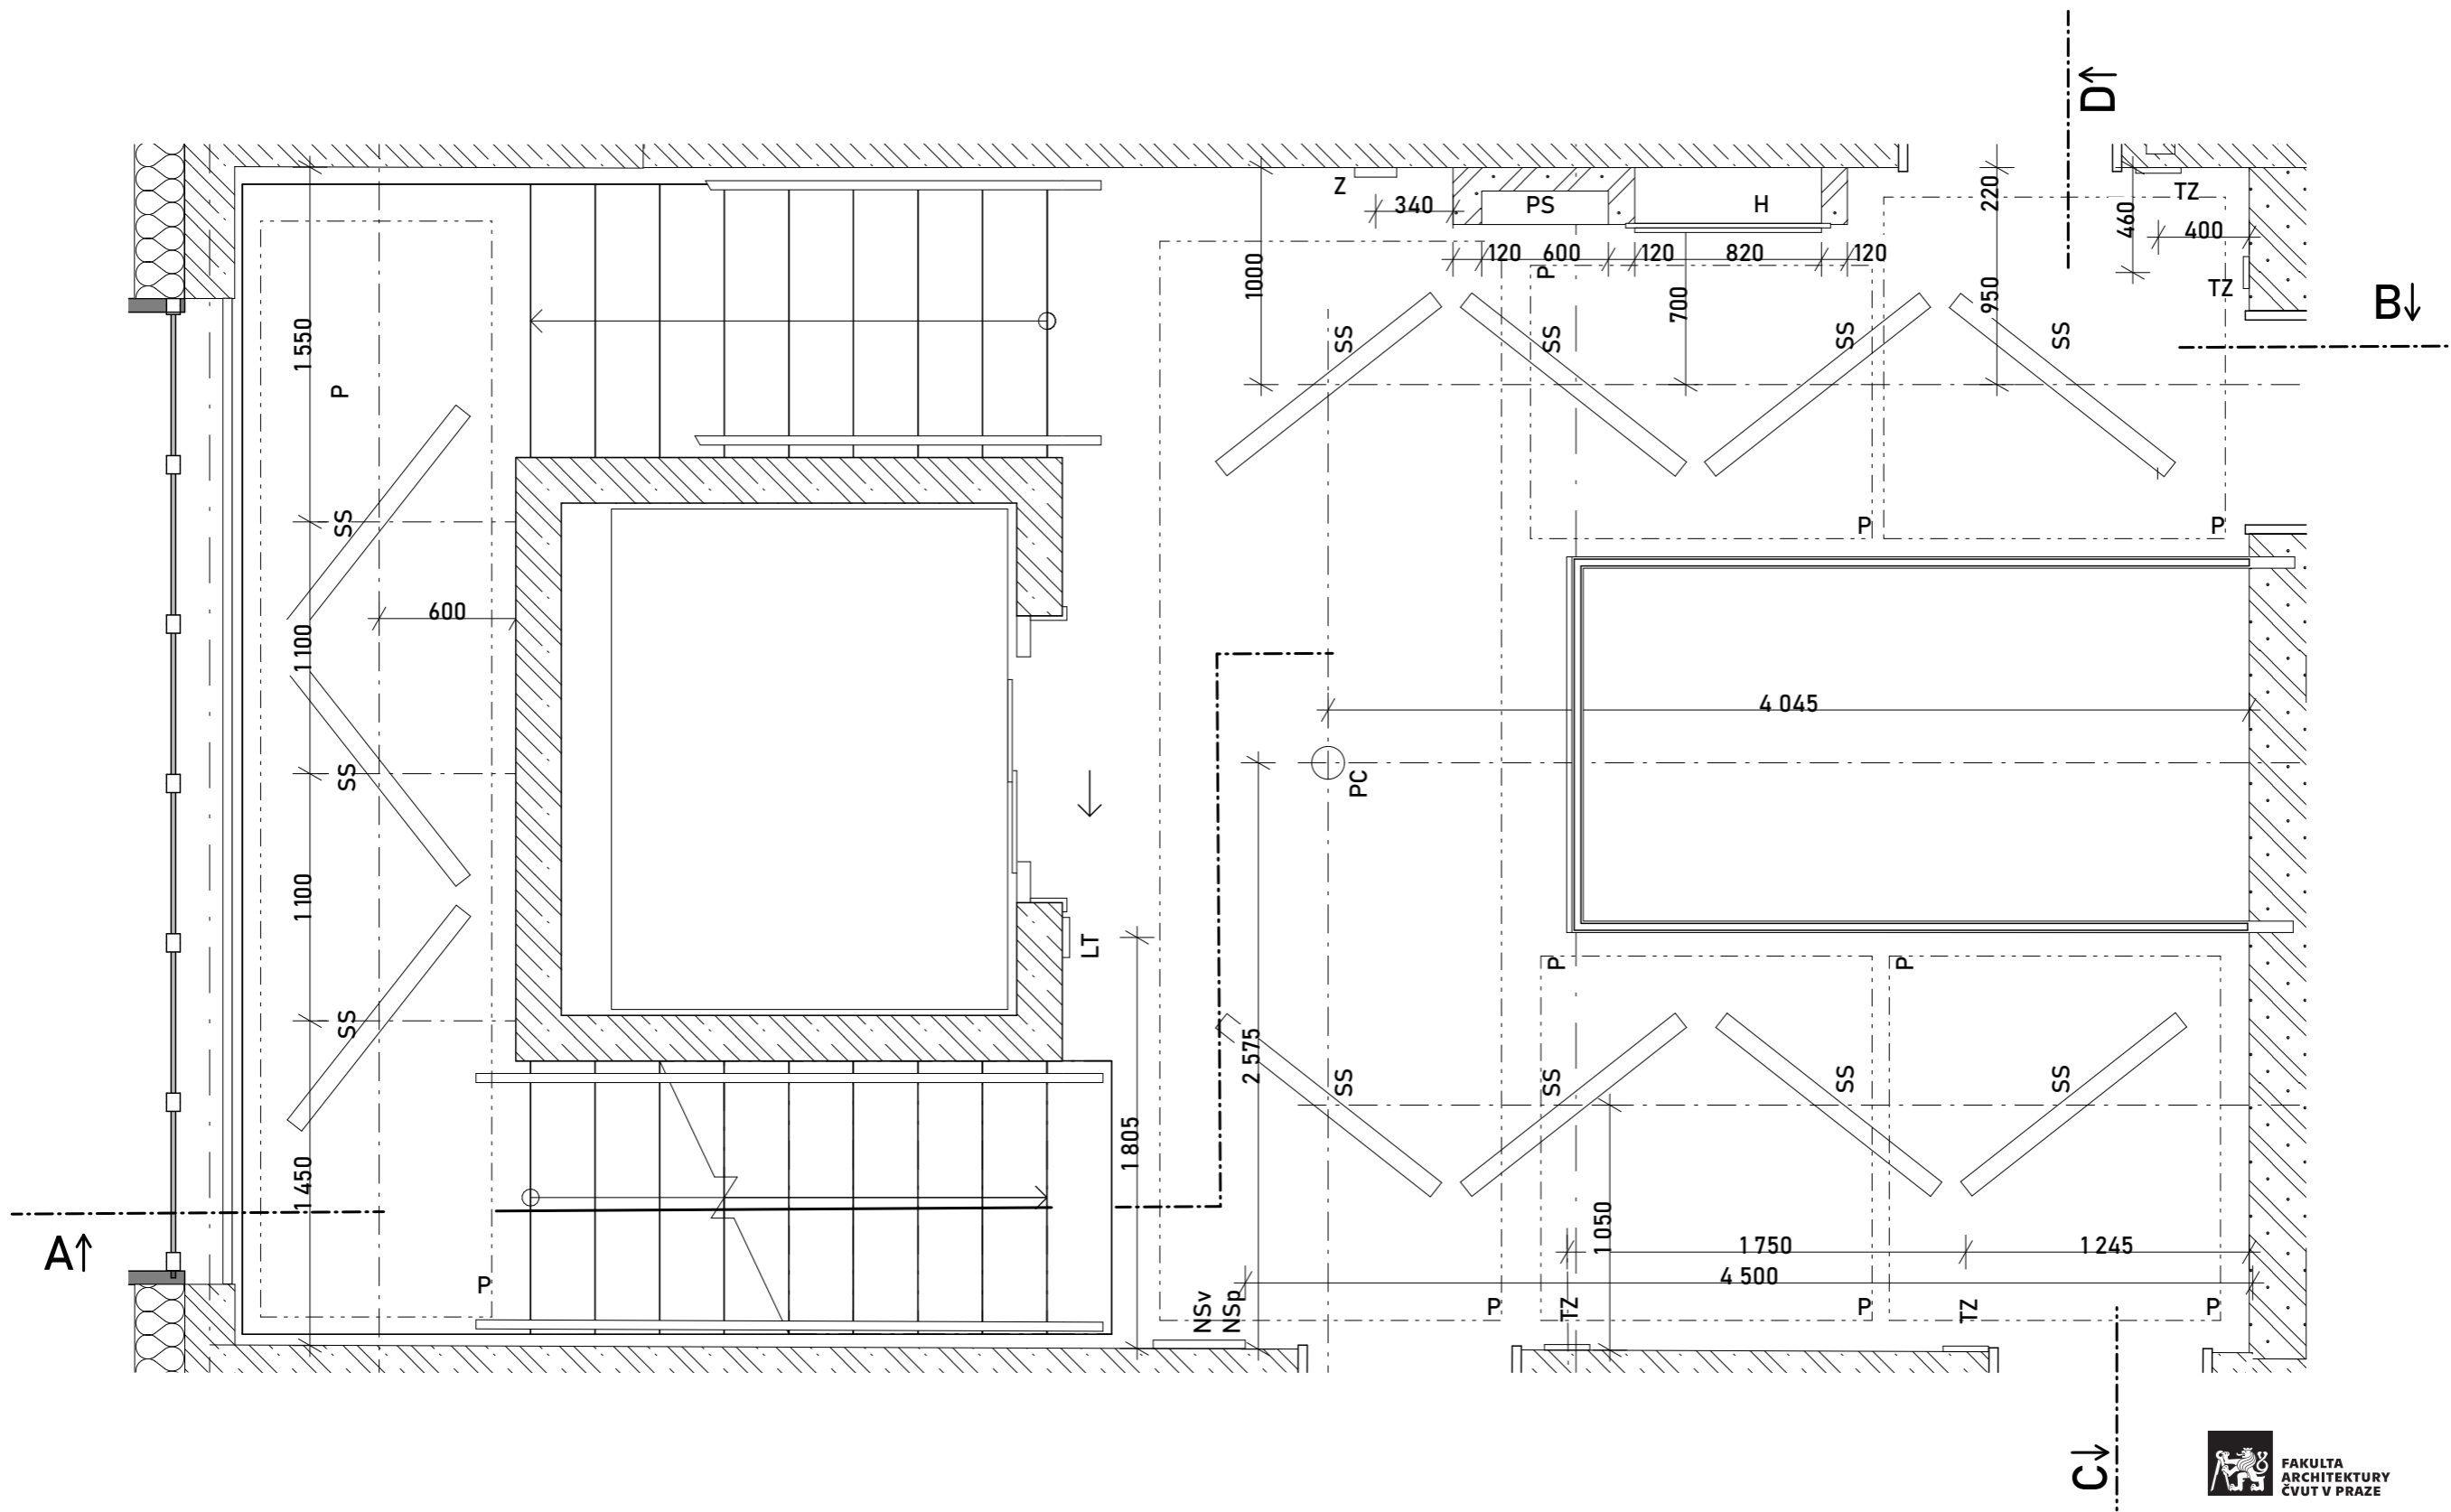 D
Z
340
PS
H
220
TZ
460
400
120
600
120
820
120
P
1000
700
950
TZ
B
1 550
P
SS
SS
SS
SS
SS
P
P
600
1 100
4 045
SS
PC
1 100
LT
P
P
SS
2 575
SS
SS
SS
SS
1 805
1 450
1 050
1 750
1 245
4 500
A
P
NSv
NSp
TZ
TZ
P
P
P
C
FAKULTA
ARCHITEKTURY
ČVUT V PRAZE